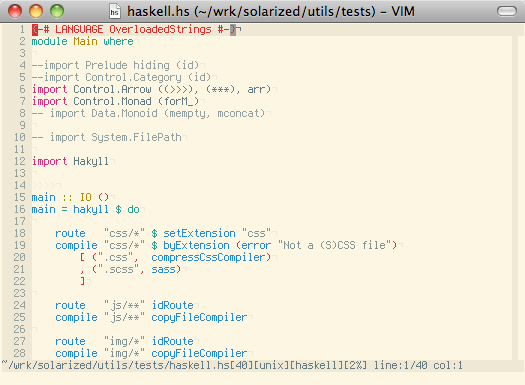 haskell.hs (~/wrk/solarized/utils/tests) – VIM
1 {-# LANGUAGE OverloadedStrings #-}
2 module Main where
3
4 --import Prelude hiding (id)
5 --import Control.Category (id)
6 import Control.Arrow ((>>>), (***), arr)
7 import Control.Monad (forM_)
8 -- import Data.Monoid (mempty, mconcat)
9
10 -- import System.FilePath
11
12 import Hakyll
13
14
15 main :: IO ()
16 main = hakyll $ do
17
18 route "css/*" $ setExtension "css"
19 compile "css/*" $ byExtension (error "Not a (S)CSS file")
20 [ (".css", compressCssCompiler)
21 , (".scss", sass)
22 ]
23
24 route "js/**" idRoute
25 compile "js/**" copyFileCompiler
26
27 route "img/*" idRoute
28 compile "img/*" copyFileCompiler
~/wrk/solarized/utils/tests/haskell.hs[40][unix][haskell][2%] line:1/40 col:1